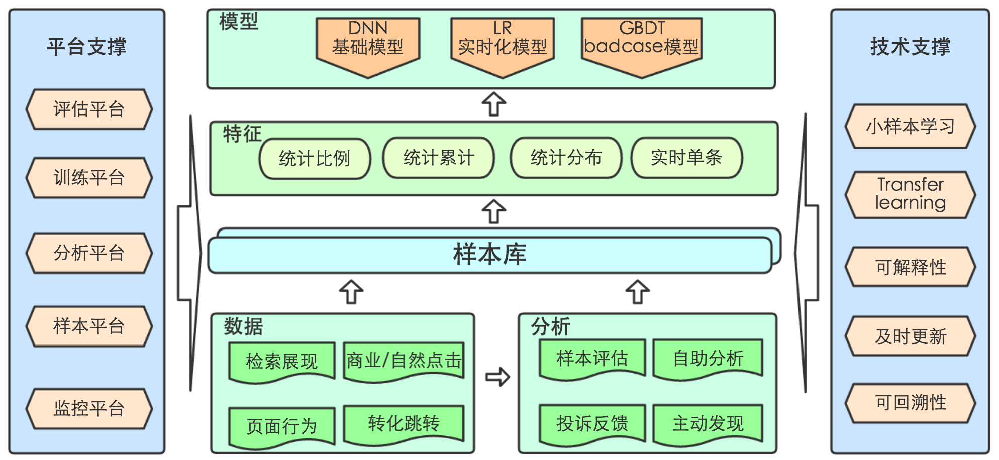 平台支撑
评估平台
训练平台
分析平台
样本平台
监控平台
模型
DNN
基础模型
LR
实时化模型
GBDT
badcase模型
特征
统计比例
统计累计
统计分布
实时单条
样本库
数据
检索展现
商业/自然点击
页面行为
转化跳转
分析
样本评估
自助分析
投诉反馈
主动发现
技术支撑
小样本学习
Transfer
learning
可解释性
及时更新
可回溯性